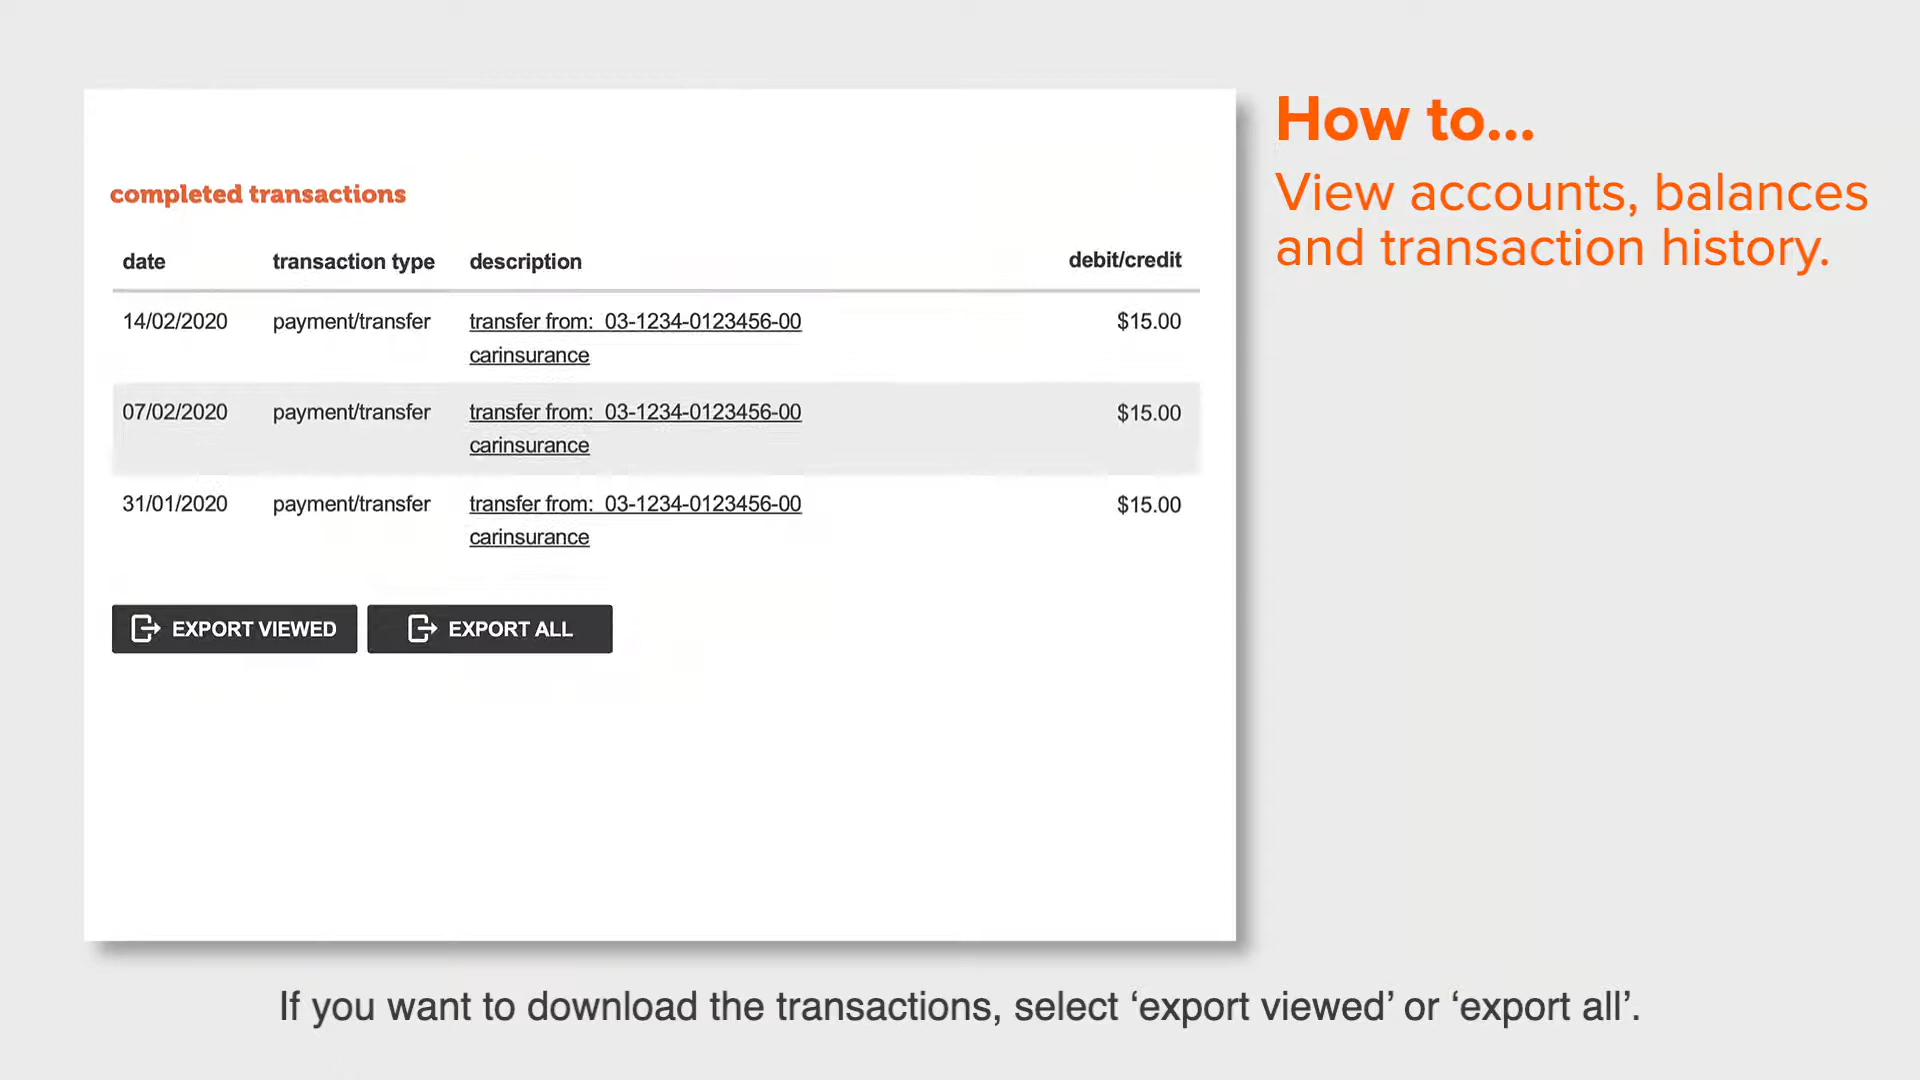 How to...
View accounts, balances
and transaction history.
completed transactions
date transaction type description debit/credit
14/02/2020 payment/transfer transfer from: 03-1234-0123456-00 $15.00
carinsurance
07/02/2020 payment/transfer transfer from: 03-1234-0123456-00 $15.00
carinsurance
31/01/2020 payment/transfer transfer from: 03-1234-0123456-00 $15.00
carinsurance
EXPORT VIEWED EXPORT ALL
If you want to download the transactions, select ‘export viewed’ or ‘export all’.